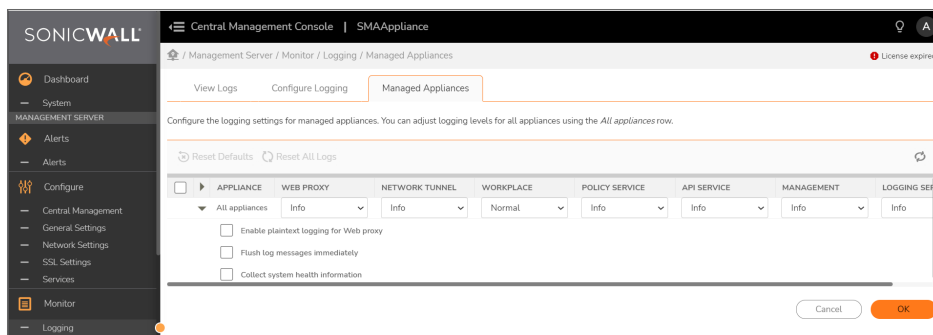 SONICWALL
Central Management Console | SMAAppliance
A
/ Management Server / Monitor / Logging / Managed Appliances
License expired
Dashboard
System
MANAGEMENT SERVER
Alerts
Alerts
Configure
Central Management
General Settings
Network Settings
SSL Settings
Services
Monitor
Logging
View Logs Configure Logging Managed Appliances
Configure the logging settings for managed appliances. You can adjust logging levels for all appliances using the All appliances row.
Reset Defaults Reset All Logs
APPLIANCE WEB PROXY NETWORK TUNNEL WORKPLACE POLICY SERVICE API SERVICE MANAGEMENT LOGGING SER
All appliances Info Info Normal Info Info Info Info
Enable plaintext logging for Web proxy
Flush log messages immediately
Collect system health information
Cancel OK